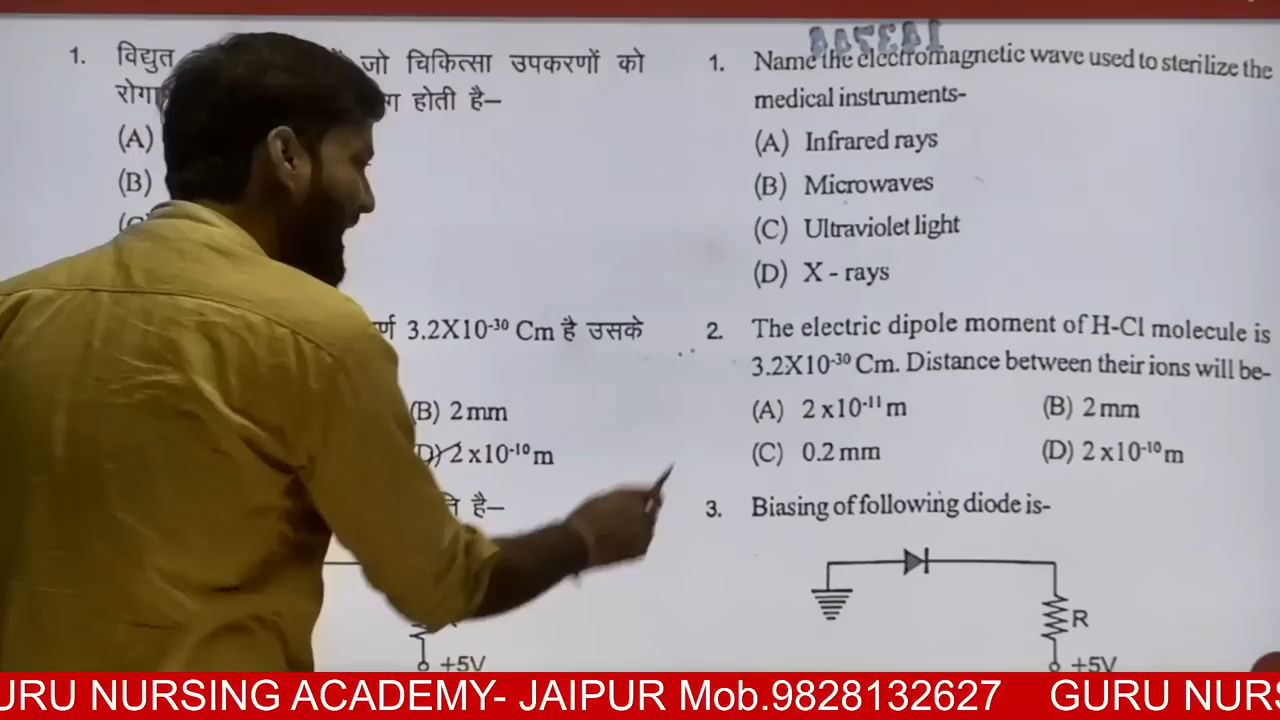 1. विद्युत जो चिकित्सा उपकरणों को
होती है–
(A)
(B)
3.2X10⁻³⁰ Cm है उसके
(B) 2 mm
(D) 2 x10⁻¹⁰ m
है–
+5V
1. Name the electromagnetic wave used to sterilize the
medical instruments-
(A) Infrared rays
(B) Microwaves
(C) Ultraviolet light
(D) X - rays
2. The electric dipole moment of H-Cl molecule is
3.2X10⁻³⁰ Cm. Distance between their ions will be-
(A) 2 x10⁻¹¹ m
(B) 2 mm
(C) 0.2 mm
(D) 2 x10⁻¹⁰ m
3. Biasing of following diode is-
R
+5V
URU NURSING ACADEMY- JAIPUR Mob.9828132627 GURU NURS